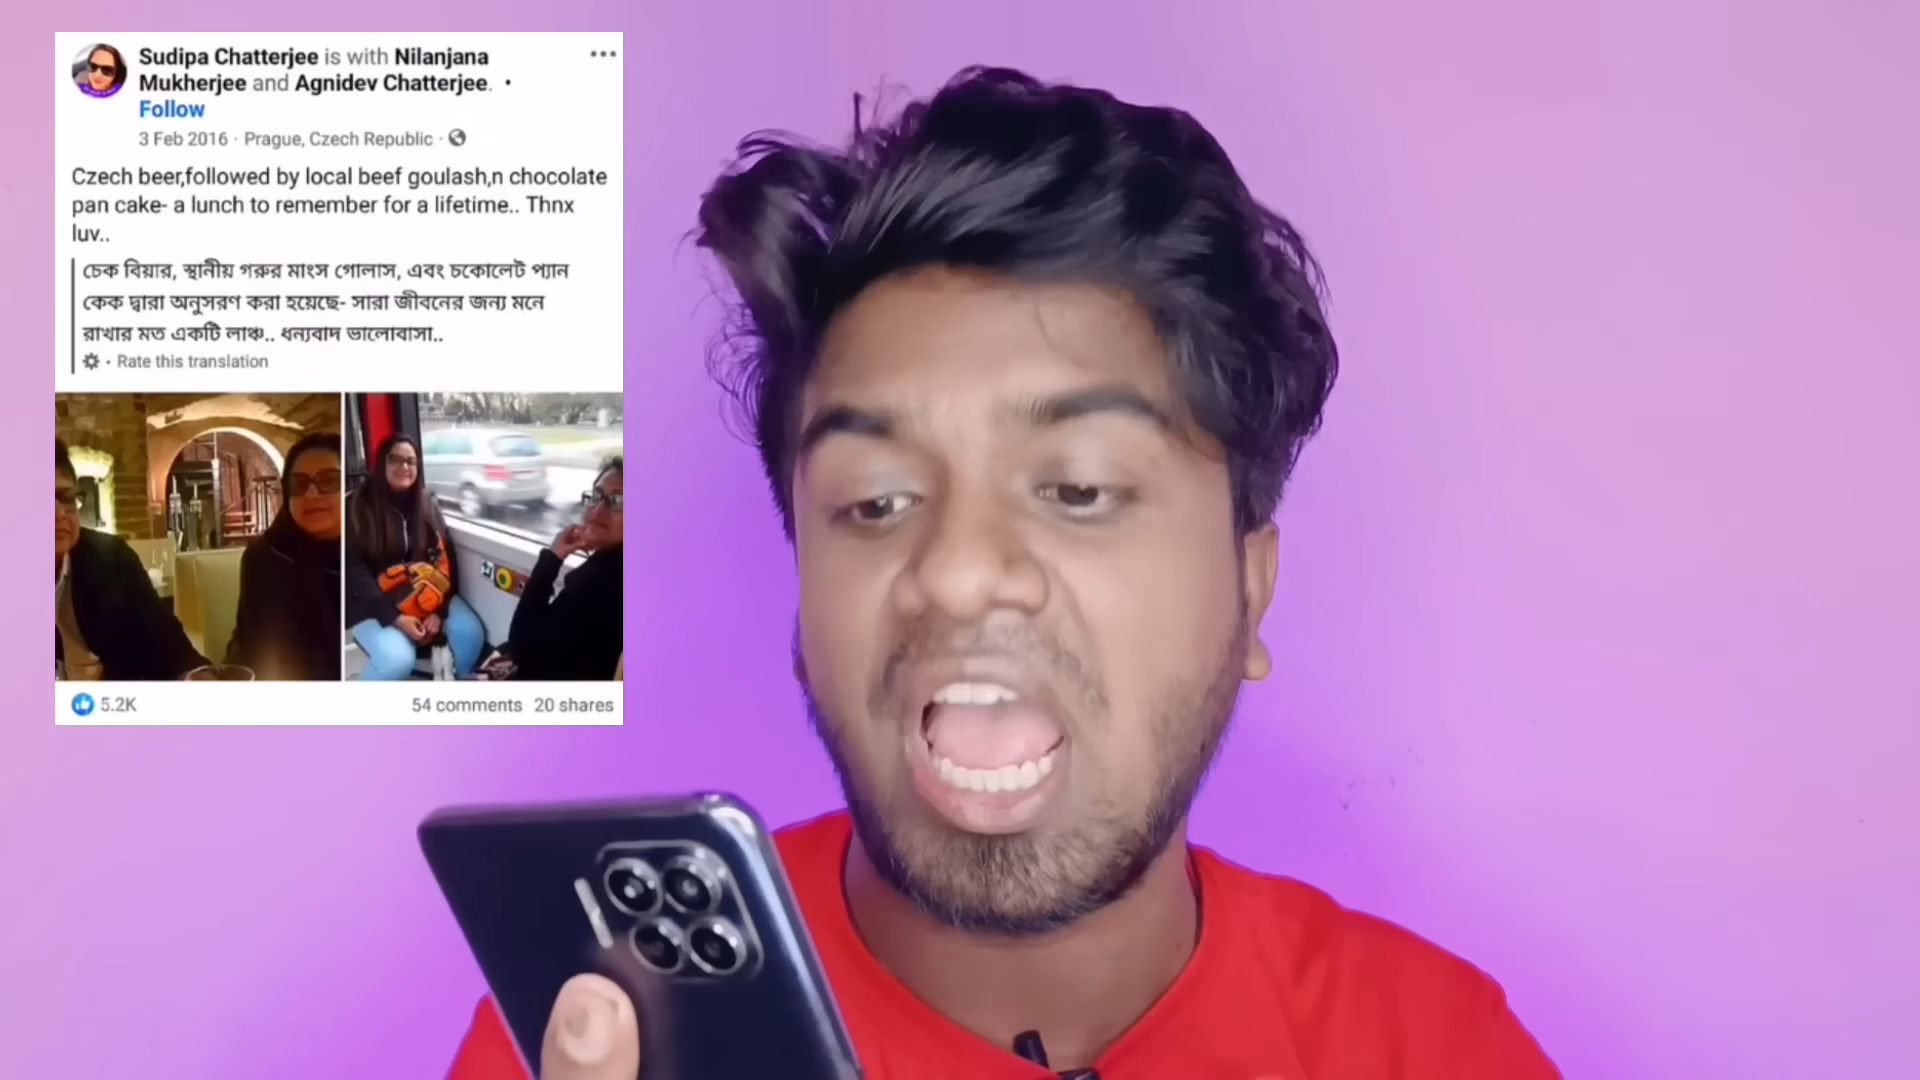 Sudipa Chatterjee is with Nilanjana
Mukherjee and Agnidev Chatterjee. •
Follow
3 Feb 2016 · Prague, Czech Republic ·
Czech beer,followed by local beef goulash,n chocolate
pan cake- a lunch to remember for a lifetime.. Thnx
luv..
চেক বিয়ার, স্থানীয় গরুর মাংস গোলাস, এবং চকোলেট প্যান
কেক দ্বারা অনুসরণ করা হয়েছে- সারা জীবনের জন্য মনে
রাখার মত একটি লাঞ্চ.. ধন্যবাদ ভালোবাসা..
· Rate this translation
5.2K 54 comments 20 shares